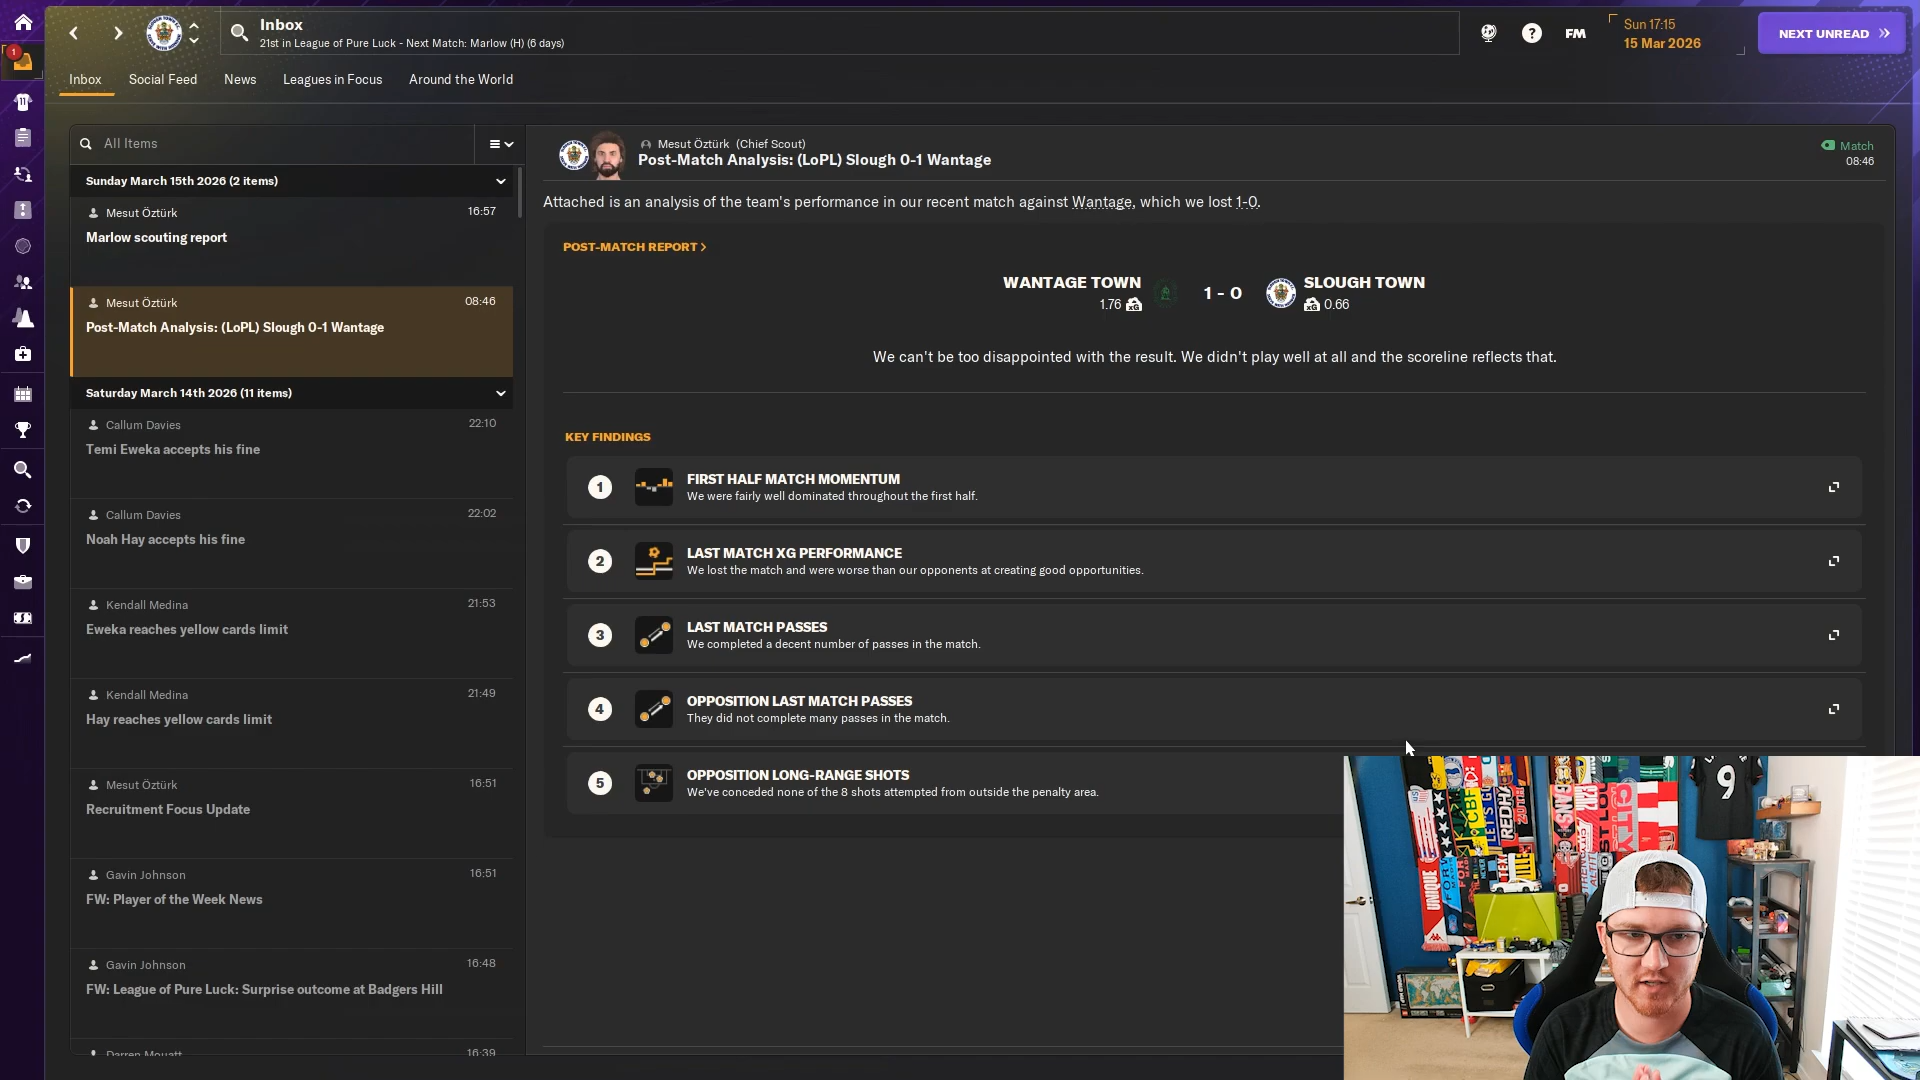 Inbox
21st in League of Pure Luck - Next Match: Marlow (H) (6 days)
?
FM
Sun 17:15
15 Mar 2026
NEXT UNREAD
1
Inbox
Social Feed
News
Leagues in Focus
Around the World
All Items
Sunday March 15th 2026 (2 items)
Mesut Öztürk
16:57
Marlow scouting report
Mesut Öztürk
08:46
Post-Match Analysis: (LoPL) Slough 0-1 Wantage
Saturday March 14th 2026 (11 items)
Callum Davies
22:10
Temi Eweka accepts his fine
Callum Davies
22:02
Noah Hay accepts his fine
Kendall Medina
21:53
Eweka reaches yellow cards limit
Kendall Medina
21:49
Hay reaches yellow cards limit
Mesut Öztürk
16:51
Recruitment Focus Update
Gavin Johnson
16:51
FW: Player of the Week News
Gavin Johnson
16:48
FW: League of Pure Luck: Surprise outcome at Badgers Hill
Darren Mouatt
16:39
Mesut Öztürk (Chief Scout)
Post-Match Analysis: (LoPL) Slough 0-1 Wantage
Match
08:46
Attached is an analysis of the team's performance in our recent match against Wantage, which we lost 1-0.
POST-MATCH REPORT >
WANTAGE TOWN
1.76 xG
1 - 0
SLOUGH TOWN
xG 0.66
We can't be too disappointed with the result. We didn't play well at all and the scoreline reflects that.
KEY FINDINGS
1
FIRST HALF MATCH MOMENTUM
We were fairly well dominated throughout the first half.
2
LAST MATCH XG PERFORMANCE
We lost the match and were worse than our opponents at creating good opportunities.
3
LAST MATCH PASSES
We completed a decent number of passes in the match.
4
OPPOSITION LAST MATCH PASSES
They did not complete many passes in the match.
5
OPPOSITION LONG-RANGE SHOTS
We've conceded none of the 8 shots attempted from outside the penalty area.
9
CBF
LET'S G
REDHA
UNIQUE
CITY